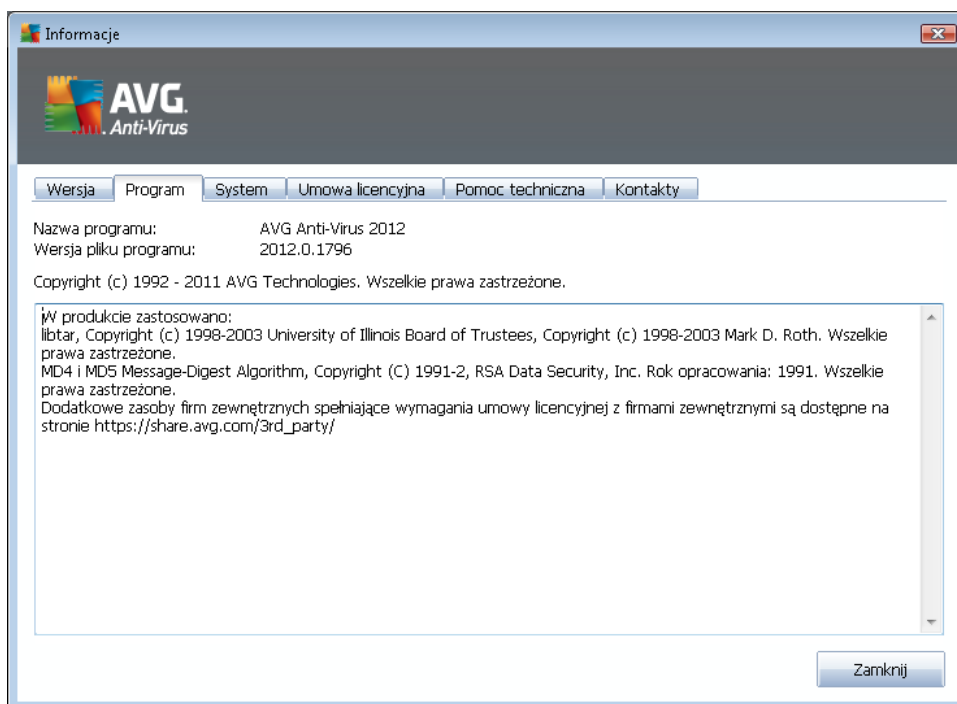 Informacje
AVG.
Anti-Virus
Wersja Program System Umowa licencyjna Pomoc techniczna Kontakty
Nazwa programu: AVG Anti-Virus 2012
Wersja pliku programu: 2012.0.1796
Copyright (c) 1992 - 2011 AVG Technologies. Wszelkie prawa zastrzeżone.
W produkcie zastosowano:
libtar, Copyright (c) 1998-2003 University of Illinois Board of Trustees, Copyright (c) 1998-2003 Mark D. Roth. Wszelkie
prawa zastrzeżone.
MD4 i MD5 Message-Digest Algorithm, Copyright (C) 1991-2, RSA Data Security, Inc. Rok opracowania: 1991. Wszelkie
prawa zastrzeżone.
Dodatkowe zasoby firm zewnętrznych spełniające wymagania umowy licencyjnej z firmami zewnętrznymi są dostępne na
stronie https://share.avg.com/3rd_party/
Zamknij